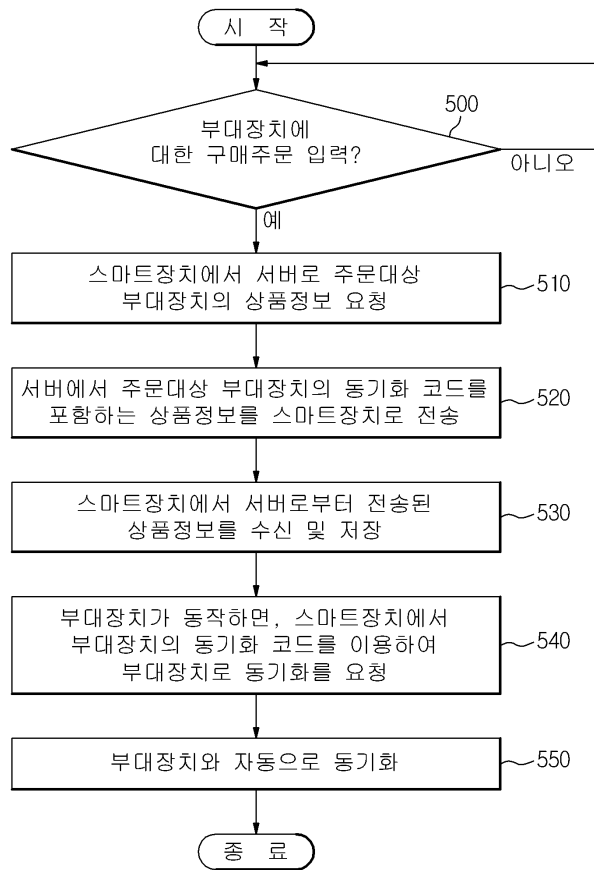 시 작
500
부대장치에
대한 구매주문 입력?
아니오
예
스마트장치에서 서버로 주문대상
부대장치의 상품정보 요청
510
서버에서 주문대상 부대장치의 동기화 코드를
포함하는 상품정보를 스마트장치로 전송
520
스마트장치에서 서버로부터 전송된
상품정보를 수신 및 저장
530
부대장치가 동작하면, 스마트장치에서
부대장치의 동기화 코드를 이용하여
부대장치로 동기화를 요청
540
부대장치와 자동으로 동기화
550
종 료